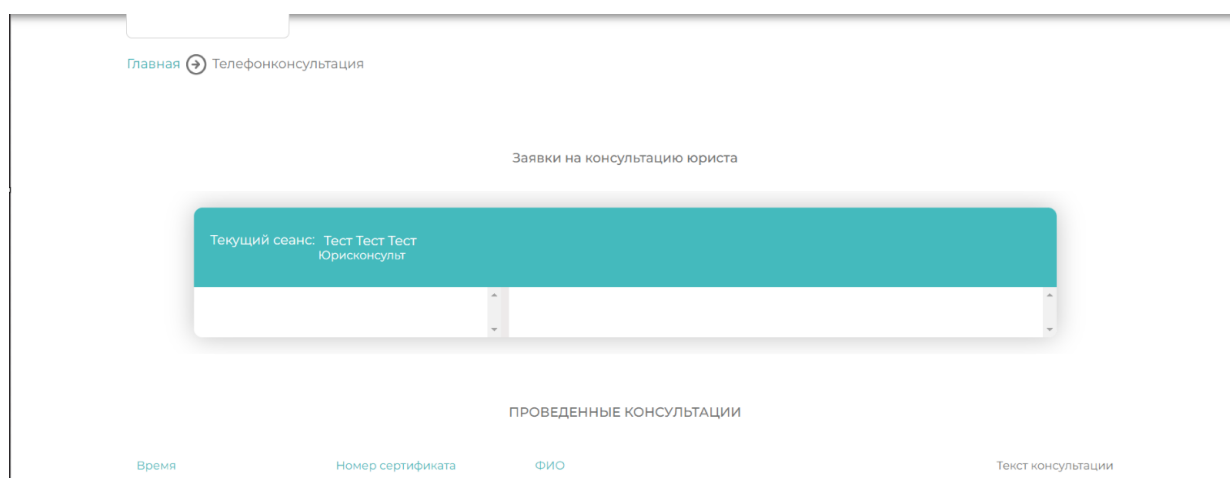 Главная Телефонконсультация
Заявки на консультацию юриста
Текущий сеанс: Тест Тест Тест
Юрисконсульт
ПРОВЕДЕННЫЕ КОНСУЛЬТАЦИИ
Время Номер сертификата ФИО Текст консультации